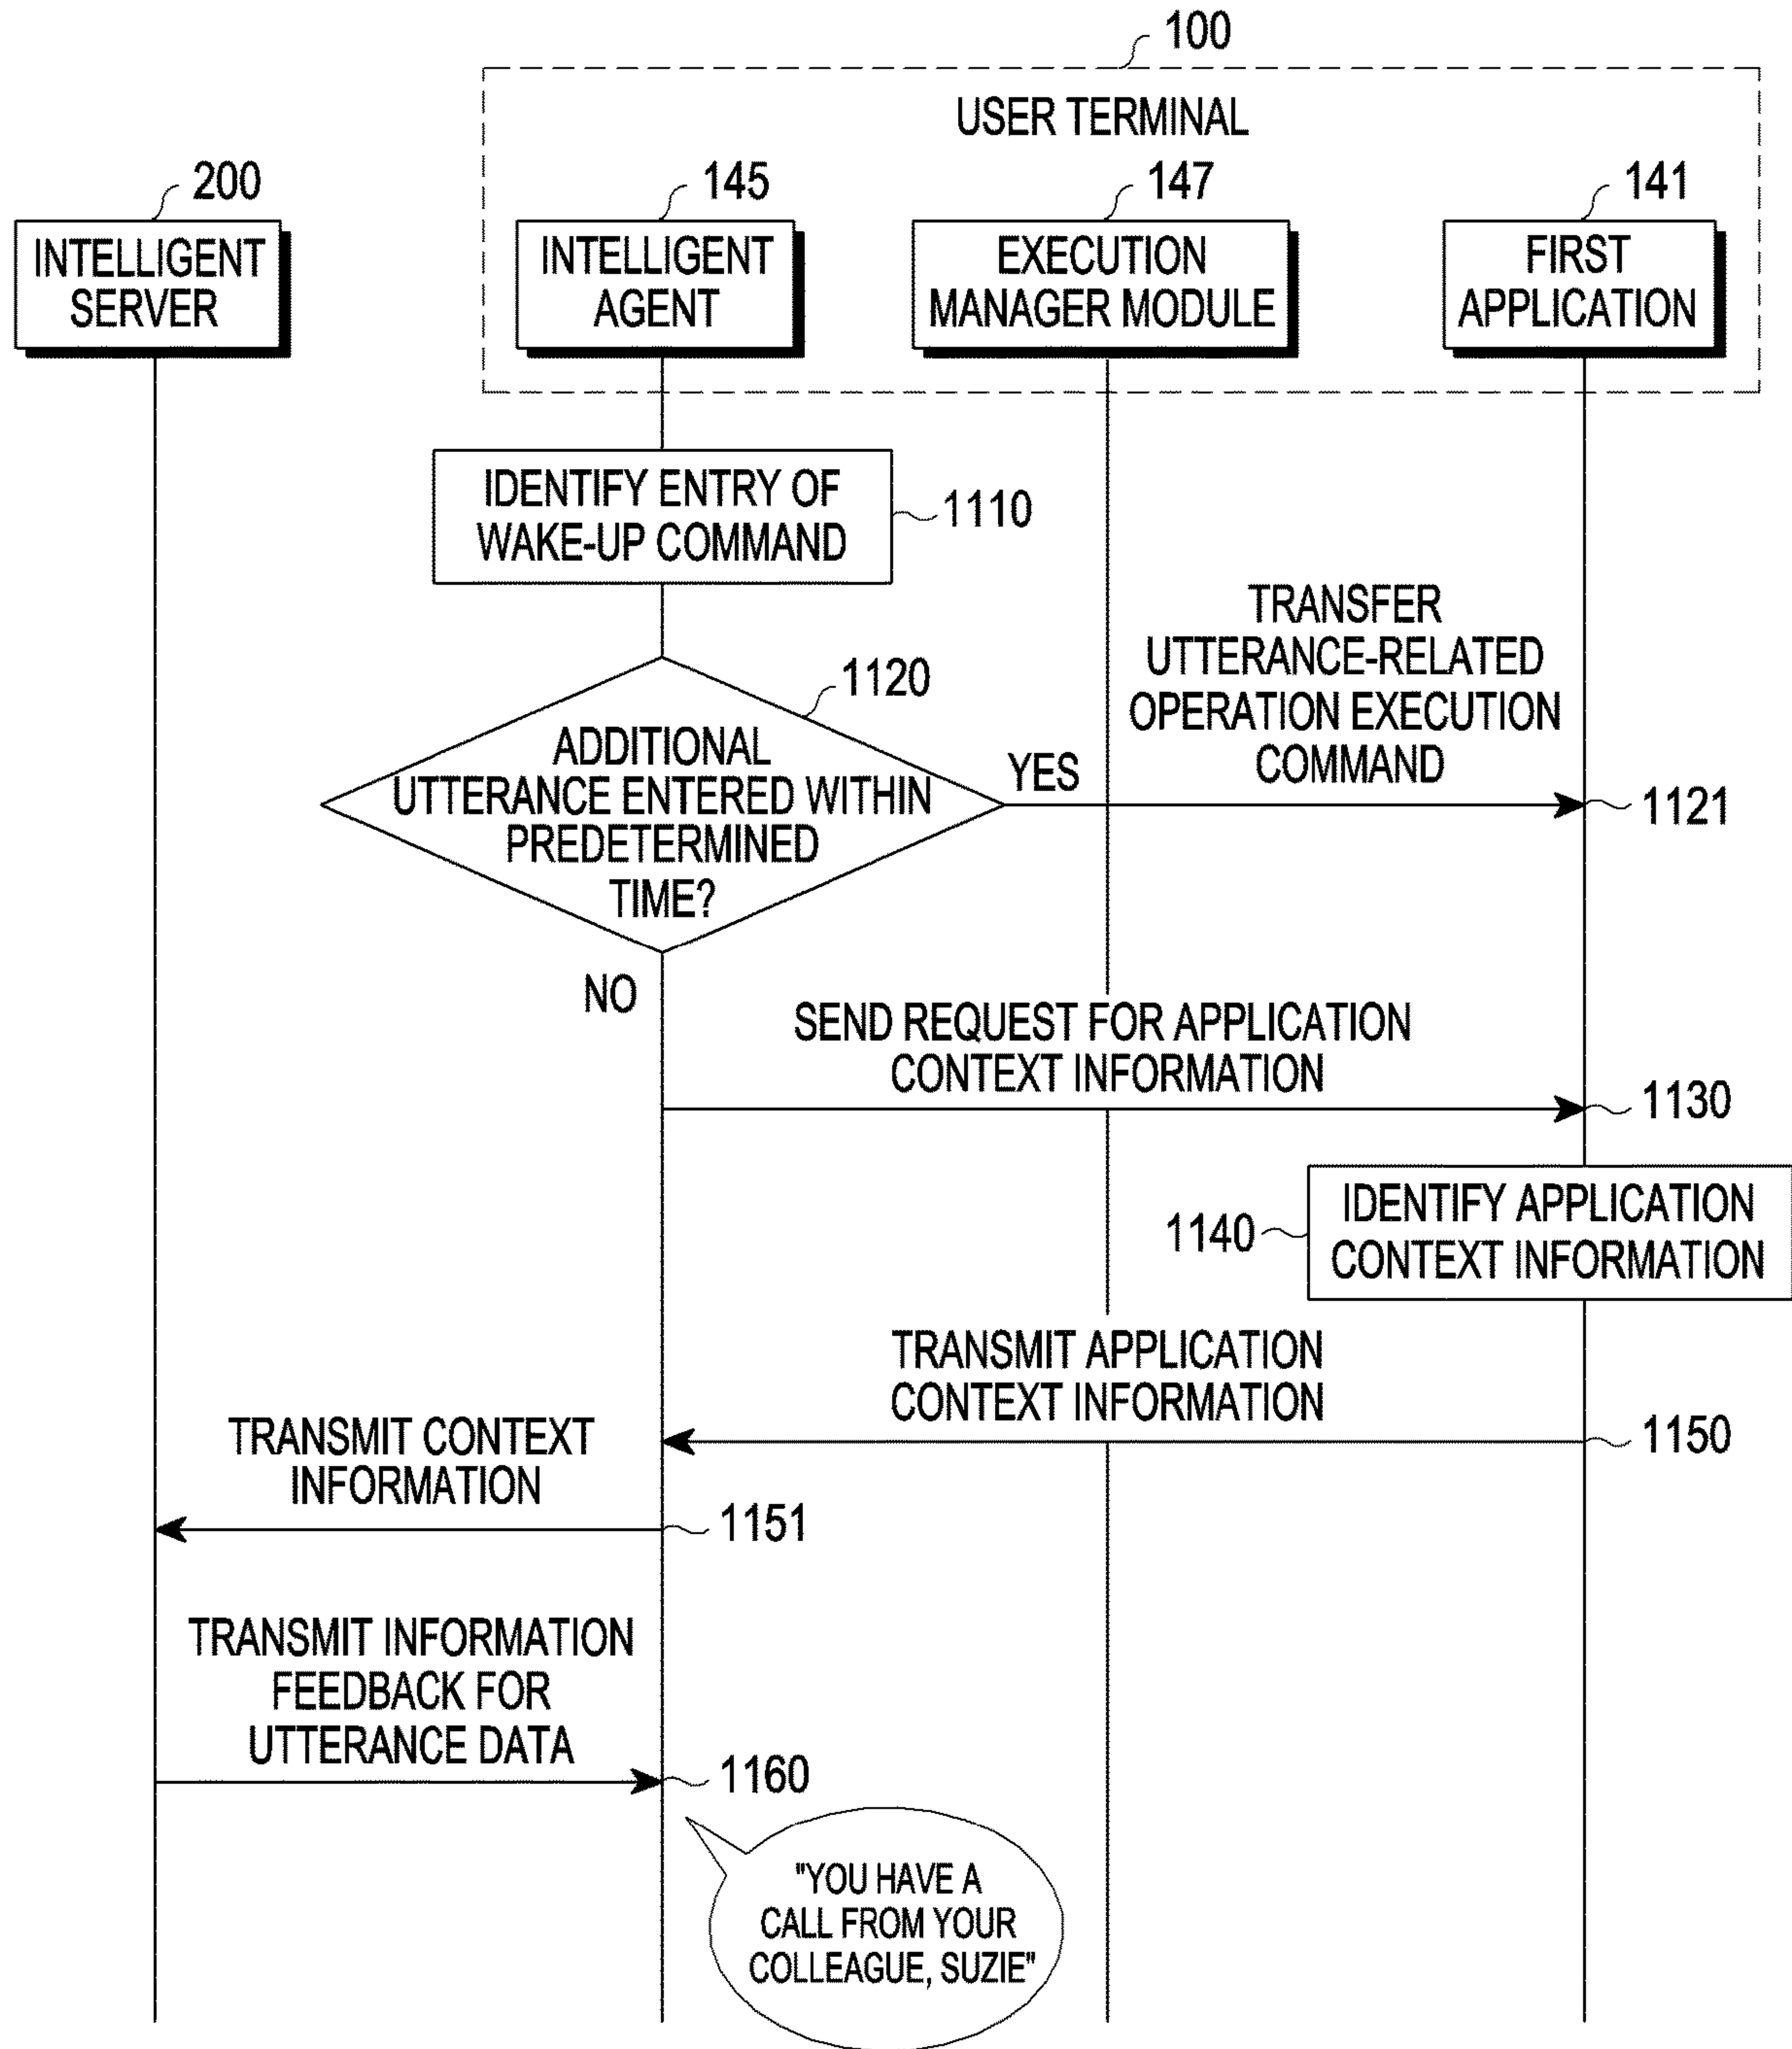 100
USER TERMINAL
200
145
147
141
INTELLIGENT
SERVER
INTELLIGENT
AGENT
EXECUTION
MANAGER MODULE
FIRST
APPLICATION
IDENTIFY ENTRY OF
WAKE-UP COMMAND
1110
TRANSFER
UTTERANCE-RELATED
OPERATION EXECUTION
COMMAND
1120
ADDITIONAL
UTTERANCE ENTERED WITHIN
PREDETERMINED
TIME?
YES
1121
NO
SEND REQUEST FOR APPLICATION
CONTEXT INFORMATION
1130
IDENTIFY APPLICATION
CONTEXT INFORMATION
1140
TRANSMIT APPLICATION
CONTEXT INFORMATION
1150
TRANSMIT CONTEXT
INFORMATION
1151
TRANSMIT INFORMATION
FEEDBACK FOR
UTTERANCE DATA
1160
"YOU HAVE A
CALL FROM YOUR
COLLEAGUE, SUZIE"